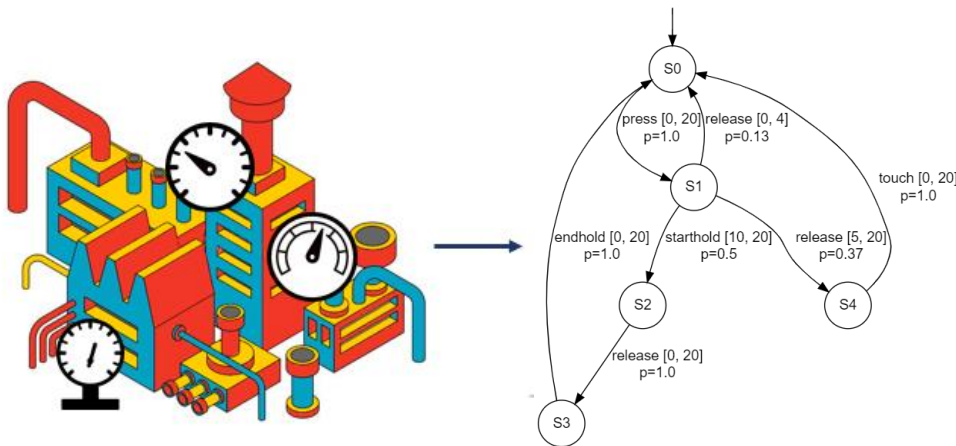 S0
press [0, 20]
p=1.0
release [0, 4]
p=0.13
S1
touch [0, 20]
p=1.0
endhold [0, 20]
p=1.0
starthold [10, 20]
p=0.5
release [5, 20]
p=0.37
S2
S4
release [0, 20]
p=1.0
S3